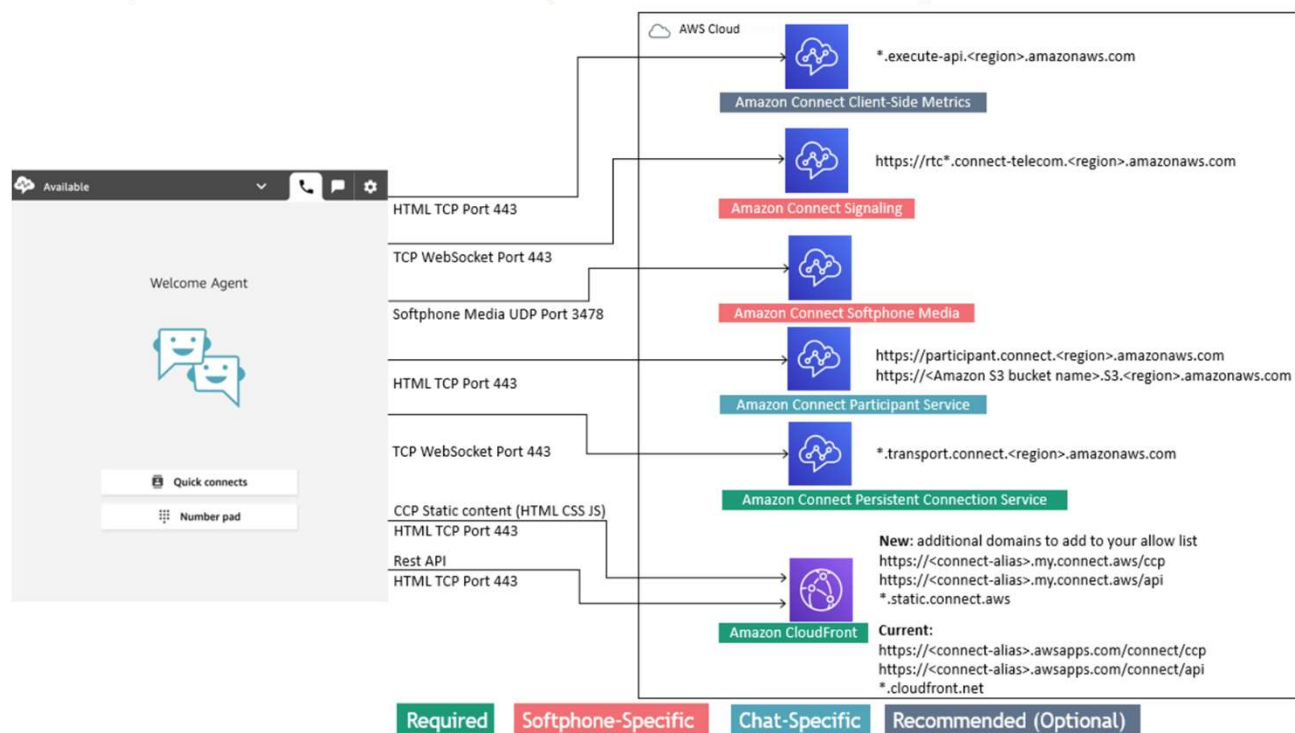 AWS Cloud
*.execute-api.<region>.amazonaws.com
Amazon Connect Client-Side Metrics
https://rtc*.connect-telecom.<region>.amazonaws.com
Amazon Connect Signaling
Available
HTML TCP Port 443
TCP WebSocket Port 443
Welcome Agent
Softphone Media UDP Port 3478
Amazon Connect Softphone Media
https://participant.connect.<region>.amazonaws.com
https://<Amazon S3 bucket name>.S3.<region>.amazonaws.com
HTML TCP Port 443
Amazon Connect Participant Service
TCP WebSocket Port 443
*.transport.connect.<region>.amazonaws.com
Quick connects
Amazon Connect Persistent Connection Service
Number pad
CCP Static content (HTML CSS JS)
HTML TCP Port 443
Rest API
HTML TCP Port 443
New: additional domains to add to your allow list
https://<connect-alias>.my.connect.aws/ccp
https://<connect-alias>.my.connect.aws/api
*.static.connect.aws
Amazon CloudFront
Current:
https://<connect-alias>.awsapps.com/connect/ccp
https://<connect-alias>.awsapps.com/connect/api
*.cloudfront.net
Required
Softphone-Specific
Chat-Specific
Recommended (Optional)